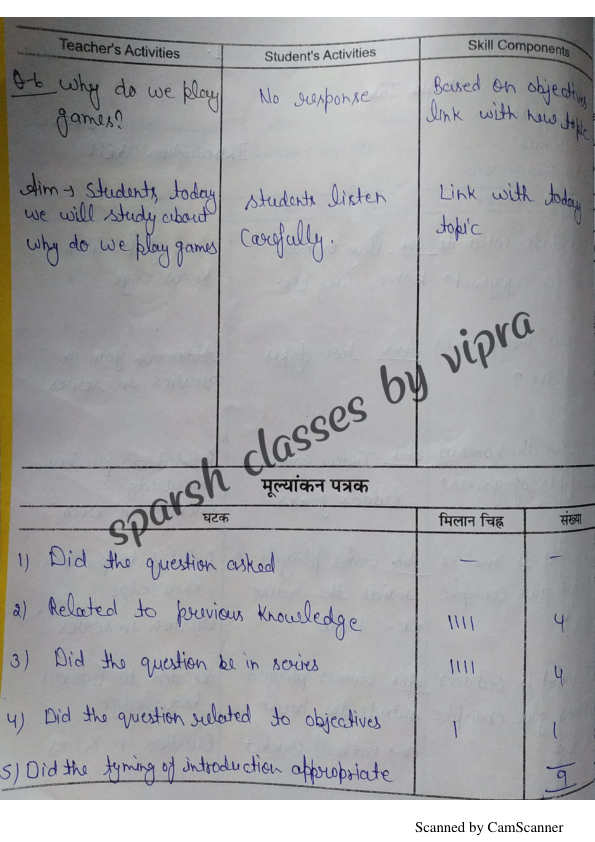 Teacher's Activities Student's Activities Skill Components
Q-6 Why do we play No response Based on objectives
games? link with new topic
Aim → Students, today Students listen Link with today
we will study about Carefully. topic
why do we play games
sparsh classes by vipra
मूल्यांकन पत्रक
घटक मिलान चिह्न संख्या
1) Did the question asked – –
2) Related to previous Knowledge |||| 4
3) Did the question be in series |||| 4
4) Did the question related to objectives | 1
5) Did the tyming of introduction appropriate 9
Scanned by CamScanner